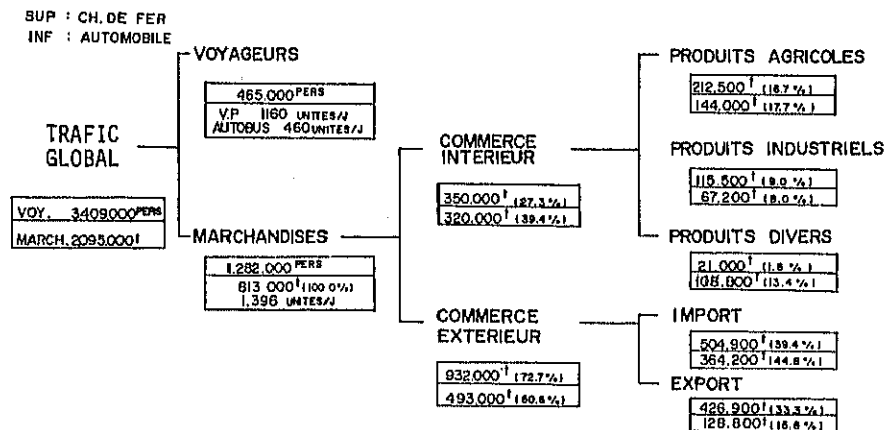 SUP : CH. DE FER
INF : AUTOMOBILE
TRAFIC
GLOBAL
VOY. 3409.000 PERS
MARCH. 2095.000 t
VOYAGEURS
465.000 PERS
V.P 1160 UNITES/J
AUTOBUS 460 UNITES/J
MARCHANDISES
1.282.000 PERS
813 000 t (100.0%)
1,396 UNITES/J
COMMERCE
INTERIEUR
350.000 t (27.3%)
320.000 t (39.4%)
COMMERCE
EXTERIEUR
932.000 t (72.7%)
493.000 t (60.6%)
PRODUITS AGRICOLES
212,500 t (16.7%)
144.000 t (17.7%)
PRODUITS INDUSTRIELS
115.500 t (9.0%)
67,200 t (8.0%)
PRODUITS DIVERS
21.000 t (1.6%)
108.800 t (13.4%)
IMPORT
504,900 t (39.4%)
364,200 t (44.8%)
EXPORT
426,900 t (33.3%)
128.800 t (15.8%)